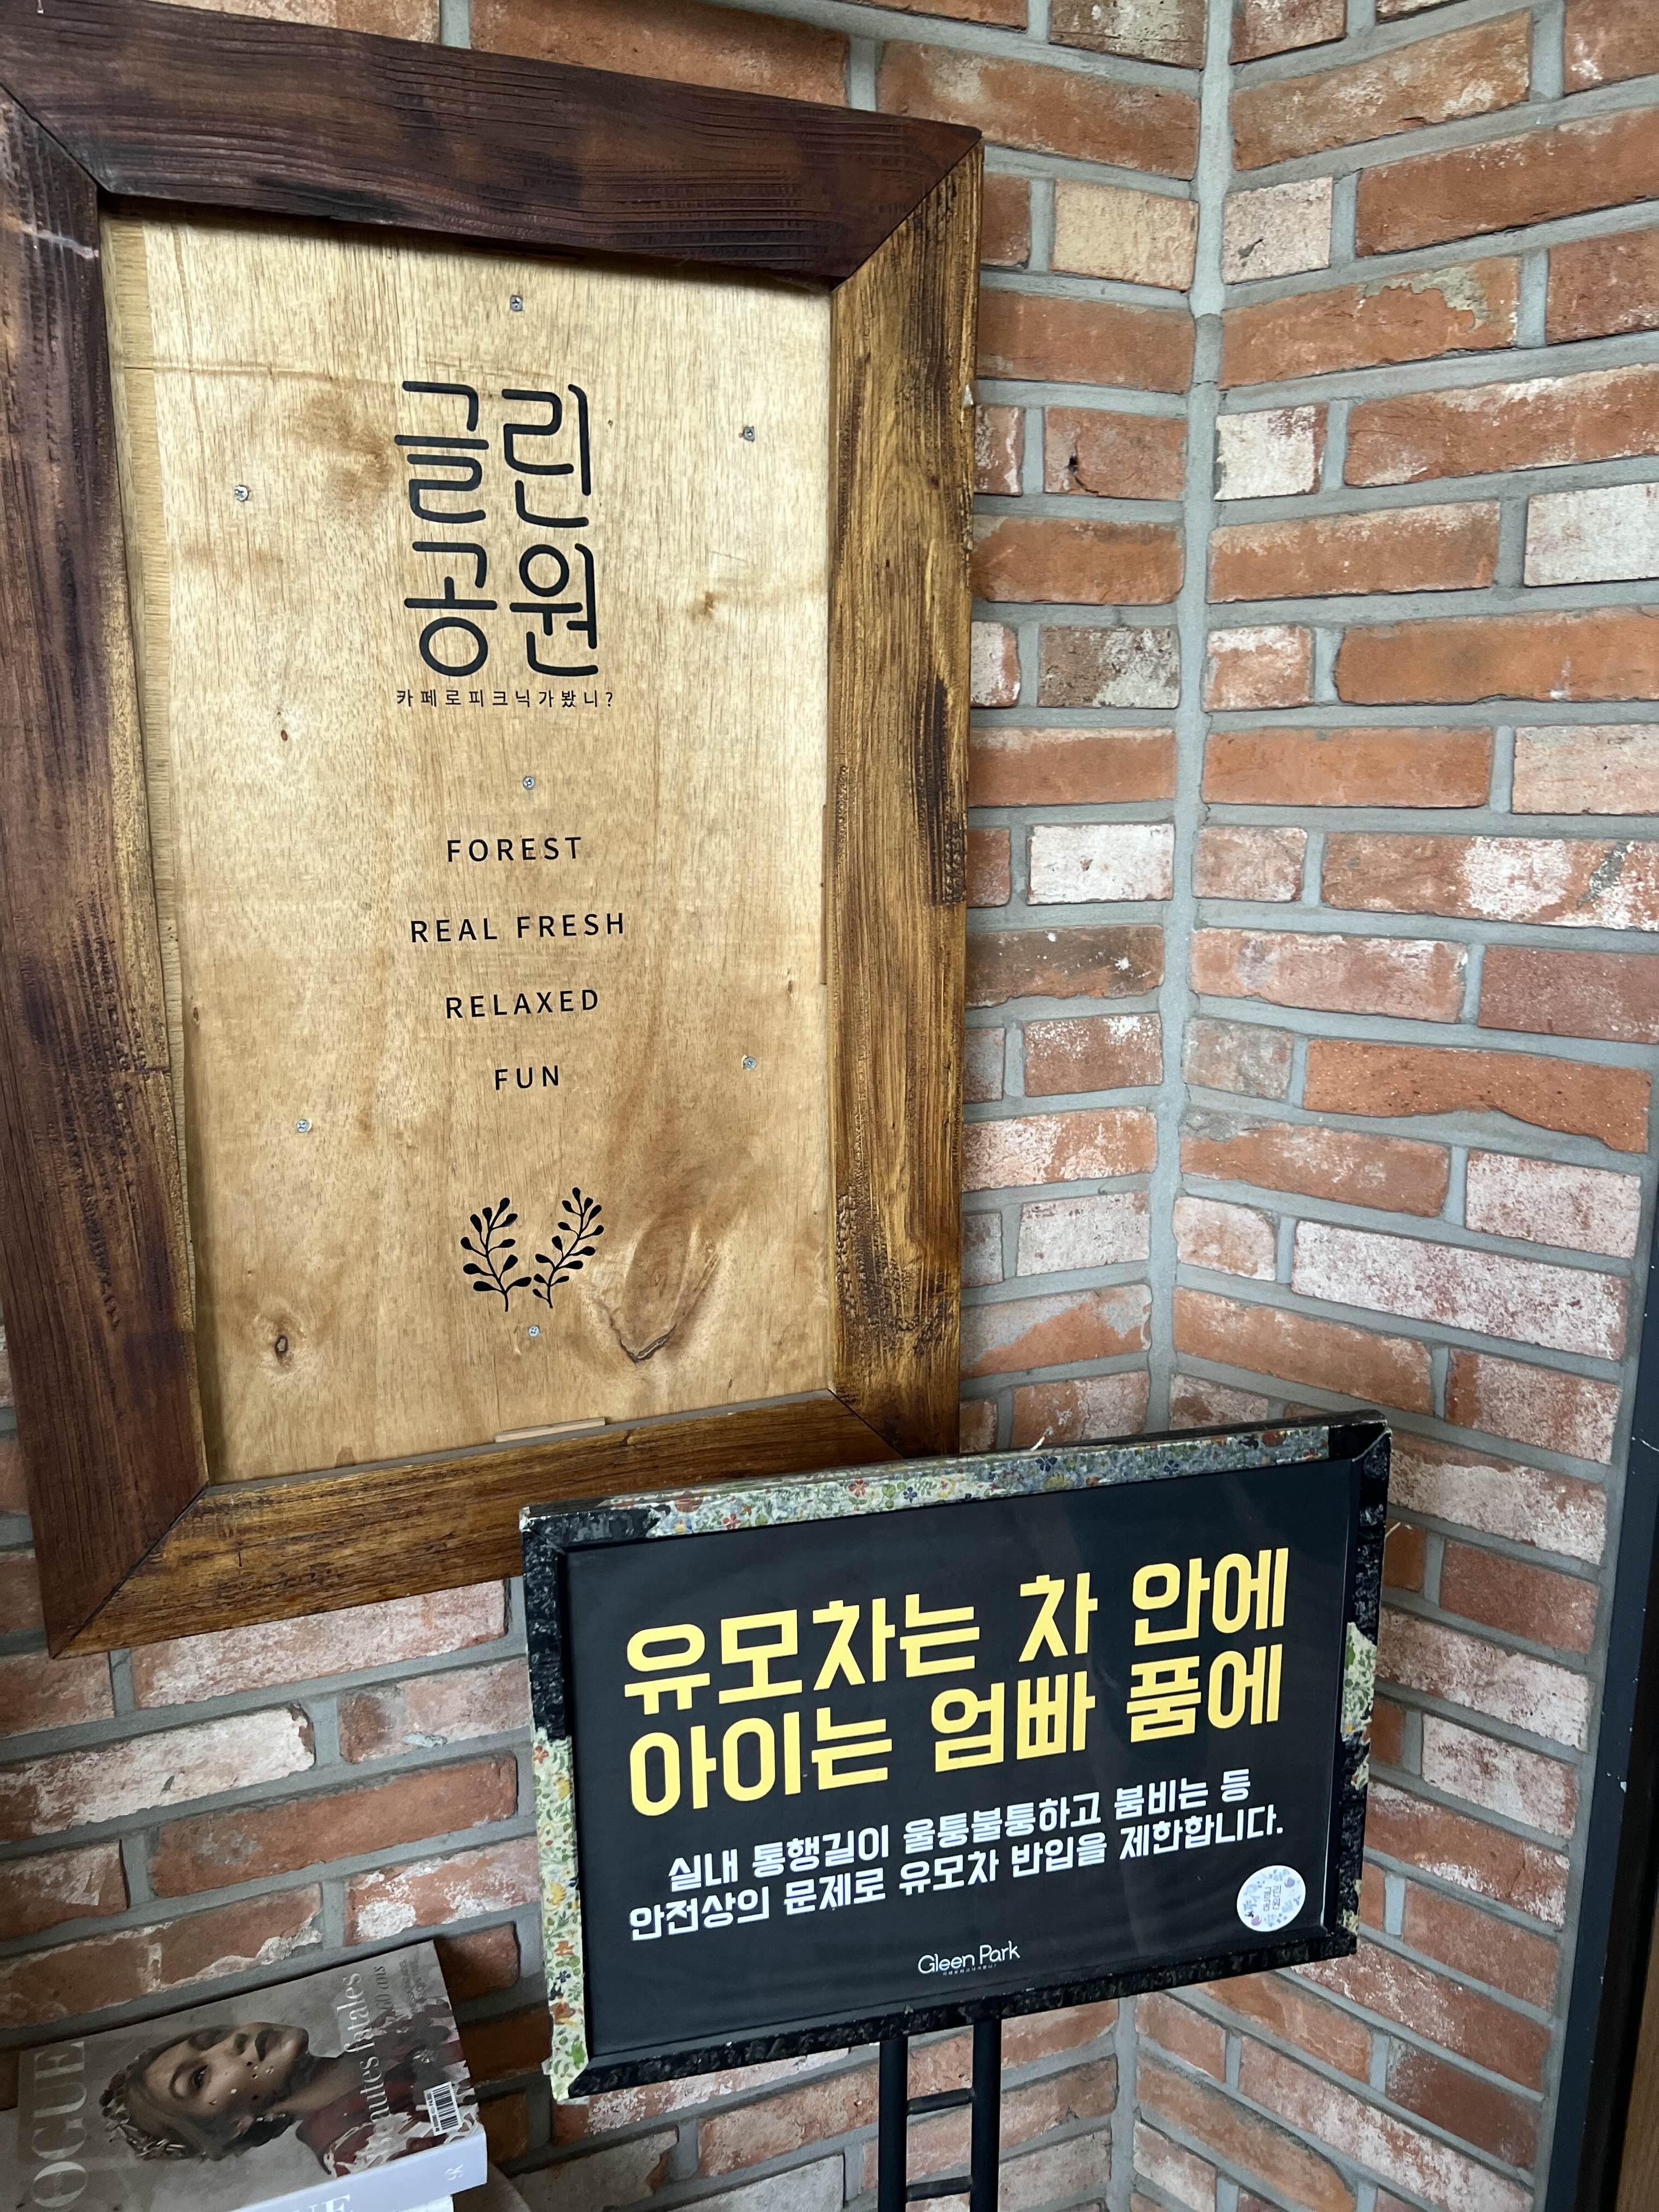 글린
공원
카페로피크닉가봤니?
FOREST
REAL FRESH
RELAXED
FUN
유모차는 차 안에
아이는 엄빠 품에
실내 통행길이 울퉁불퉁하고 붐비는 등
안전상의 문제로 유모차 반입을 제한합니다.
Gleen Park
OGUE
fatales